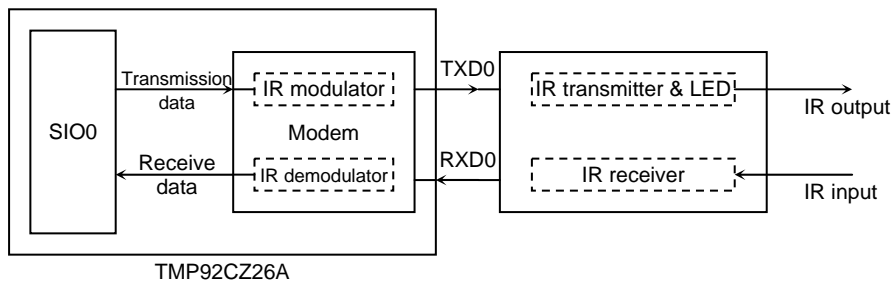 Transmission
data
IR modulator
TXD0
IR transmitter & LED
IR output
SIO0
Modem
Receive
data
IR demodulator
RXD0
IR receiver
IR input
TMP92CZ26A